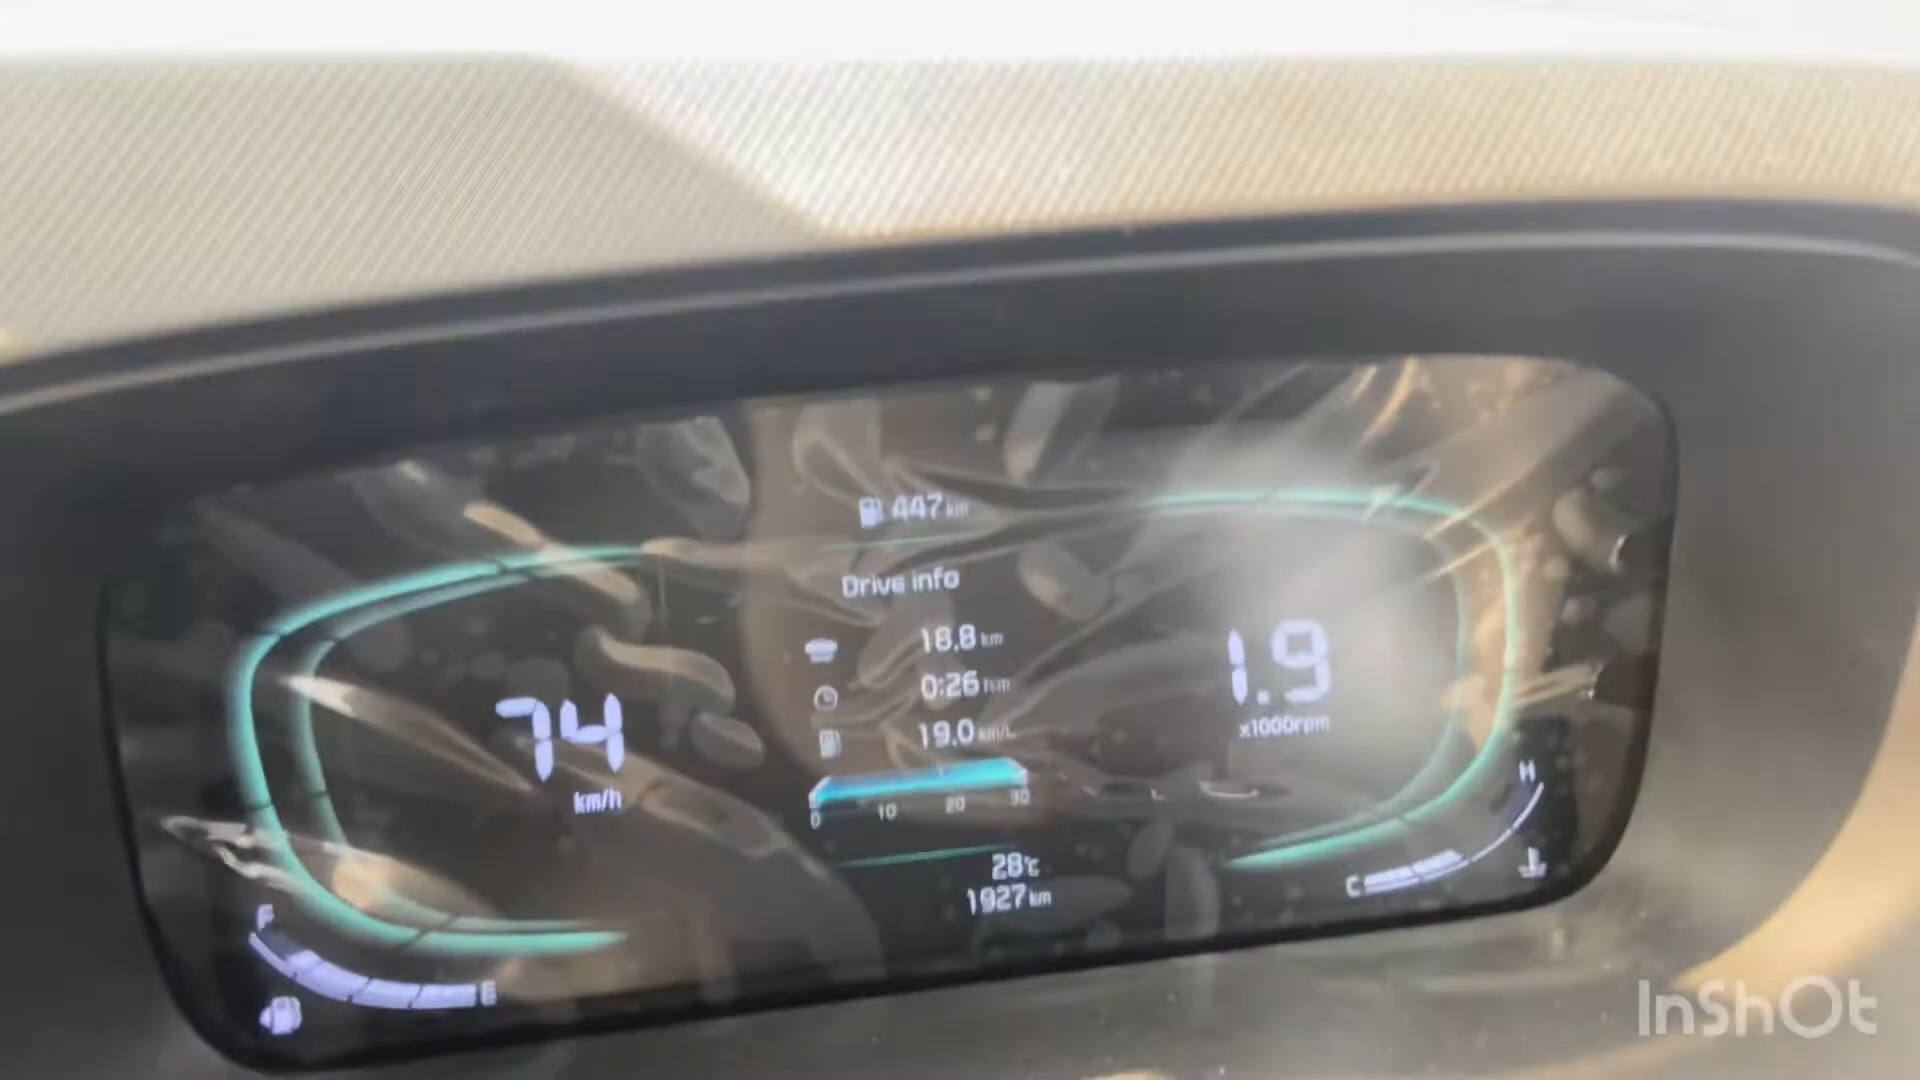 447 km
Drive info
18.8 km
0:26 h:m
19.0 km/L
0 10 20 30
74
km/h
1.9
x1000rpm
28°C
1927 km
F
E
H
C
InShOt